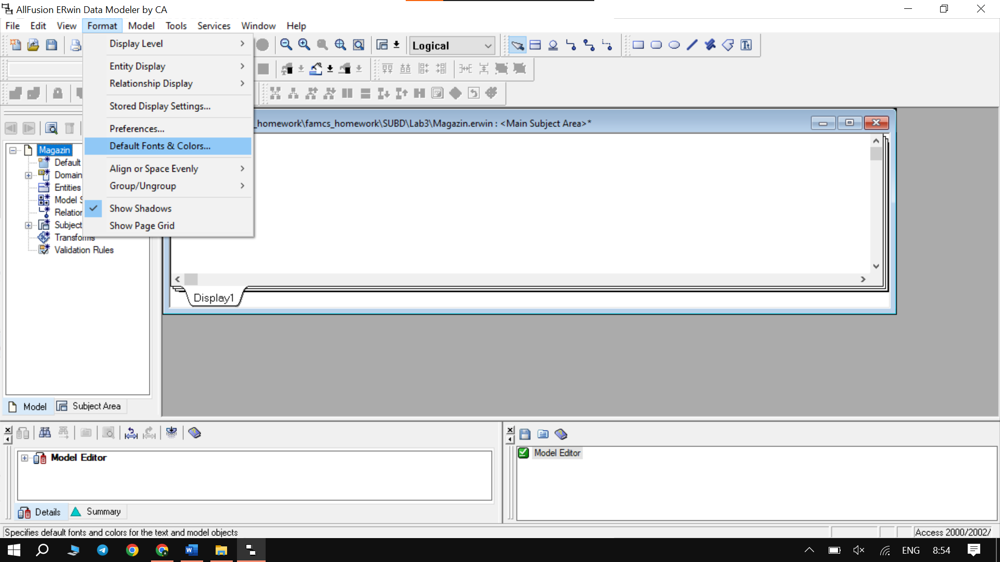 AllFusion ERwin Data Modeler by CA
File Edit View Format Model Tools Services Window Help
Display Level
Logical
Entity Display
Relationship Display
Stored Display Settings...
Preferences...
Default Fonts & Colors...
Align or Space Evenly
Group/Ungroup
Show Shadows
Show Page Grid
_homework\famcs_homework\SUBD\Lab3\Magazin.erwin : <Main Subject Area>*
Magazin
Default
Domain
Entities
Model S
Relation
Subject
Transforms
Validation Rules
Display1
Model Subject Area
Model Editor
Details Summary
Model Editor
Specifies default fonts and colors for the text and model objects
Access 2000/2002/
ENG 8:54